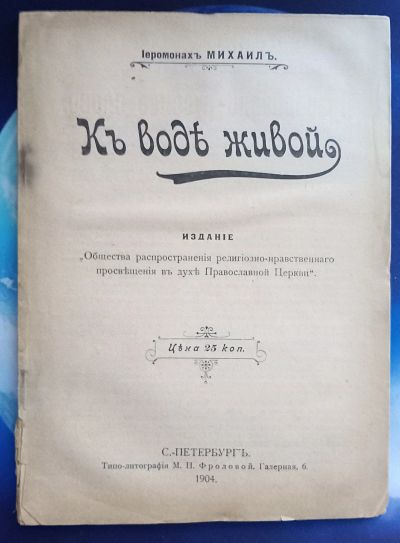 Іеромонахъ МИХАИЛЪ.
Къ водѣ живой
ИЗДАНІЕ
„Общества распространенія религіозно-нравственнаго
просвѣщенія въ духѣ Православной Церкви“.
Цѣна 25 коп.
С.-ПЕТЕРБУРГЪ.
Типо-литографія М. П. Фроловой, Галерная, 6.
1904.